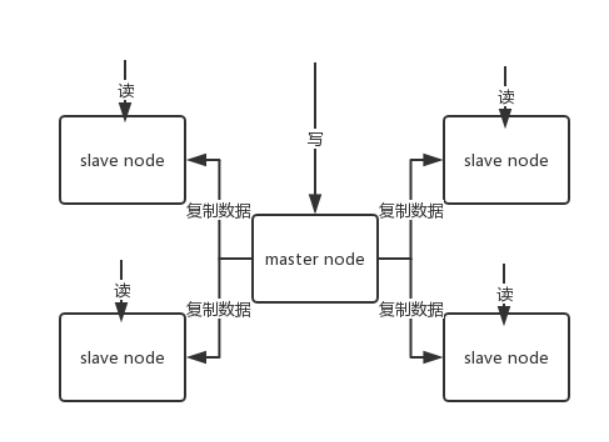 读
读
写
slave node
slave node
复制数据
复制数据
master node
读
读
复制数据
复制数据
slave node
slave node